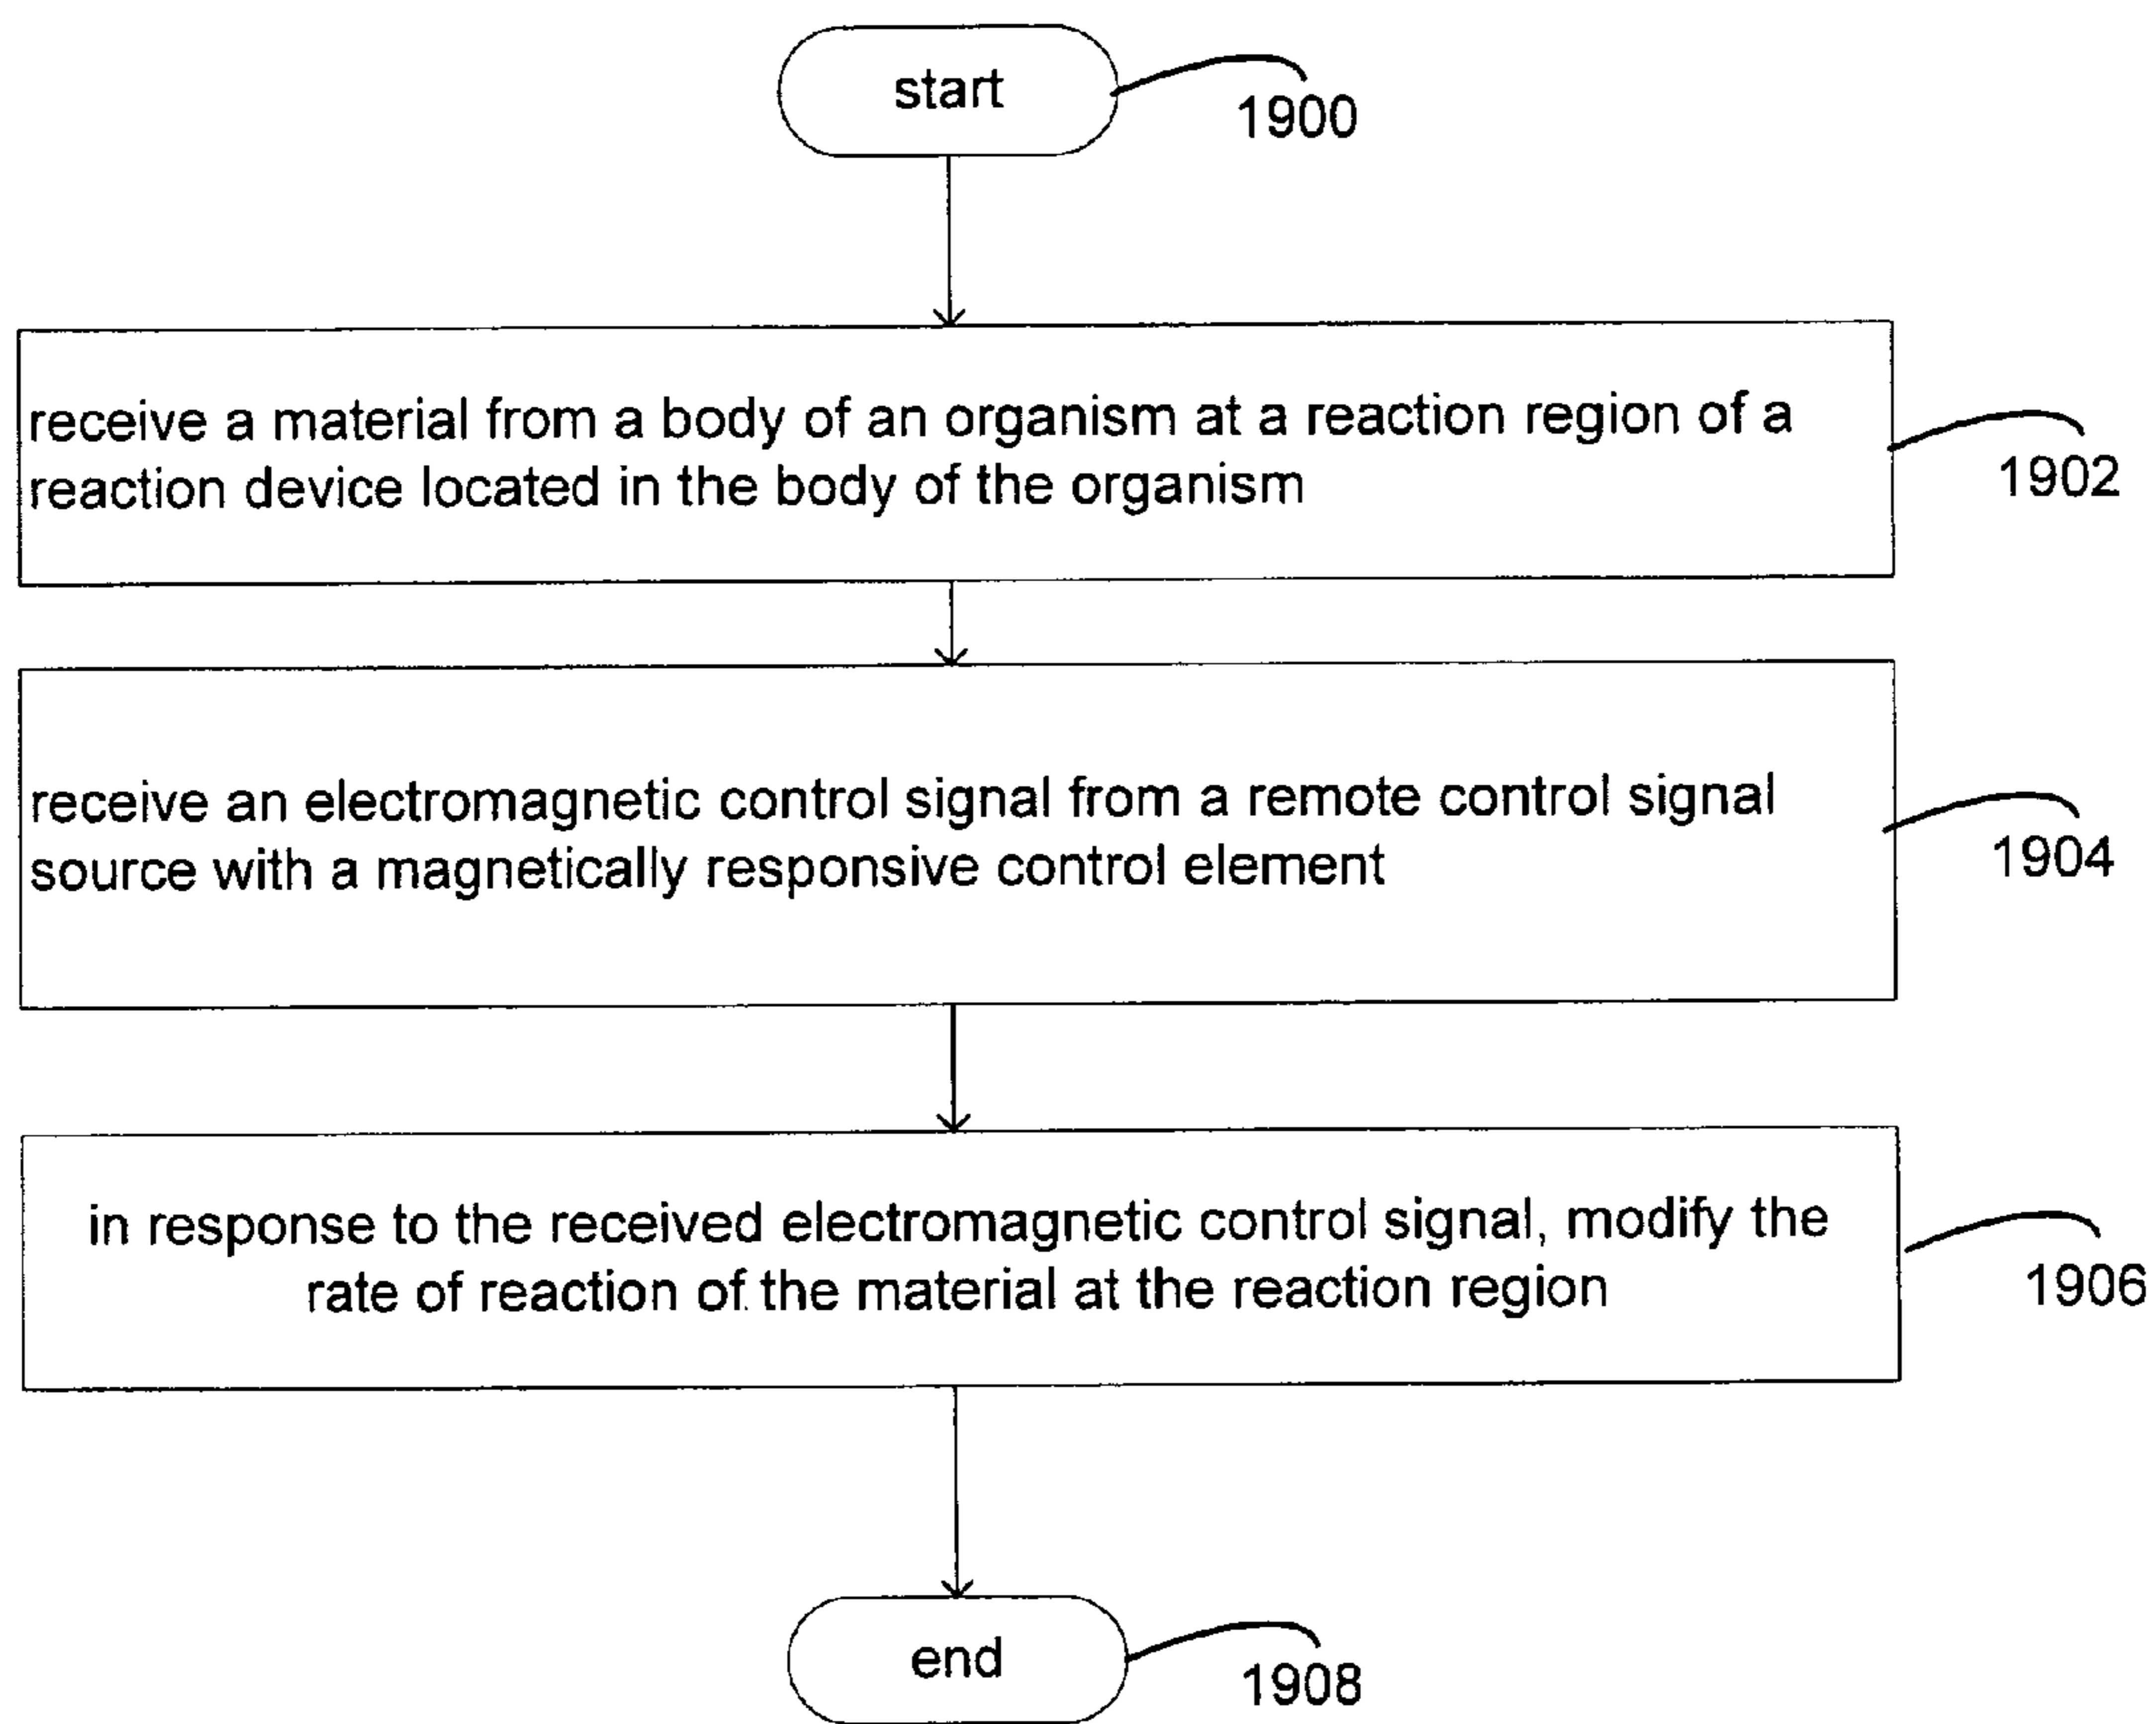 start
1900
receive a material from a body of an organism at a reaction region of a
reaction device located in the body of the organism
1902
receive an electromagnetic control signal from a remote control signal
source with a magnetically responsive control element
1904
in response to the received electromagnetic control signal, modify the
rate of reaction of the material at the reaction region
1906
end
1908